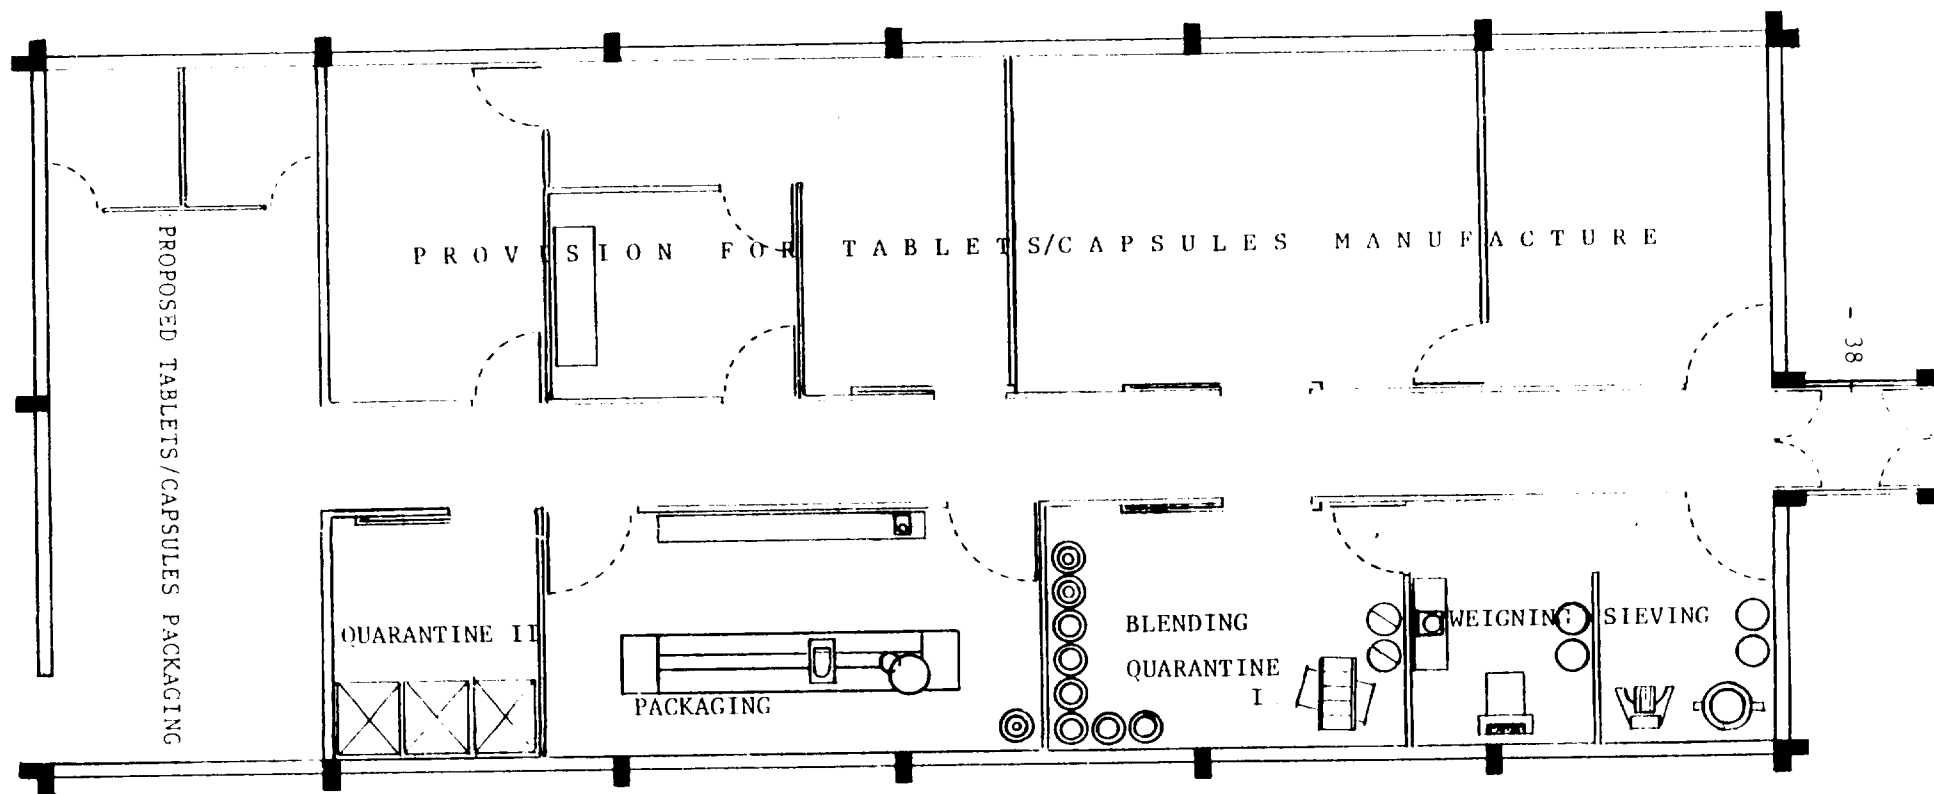 PROVISION FOR TABLETS/CAPSULES MANUFACTURE
PROPOSED TABLETS/CAPSULES PACKAGING
- 38 -
QUARANTINE II
PACKAGING
BLENDING
QUARANTINE
I
WEIGNING
SIEVING